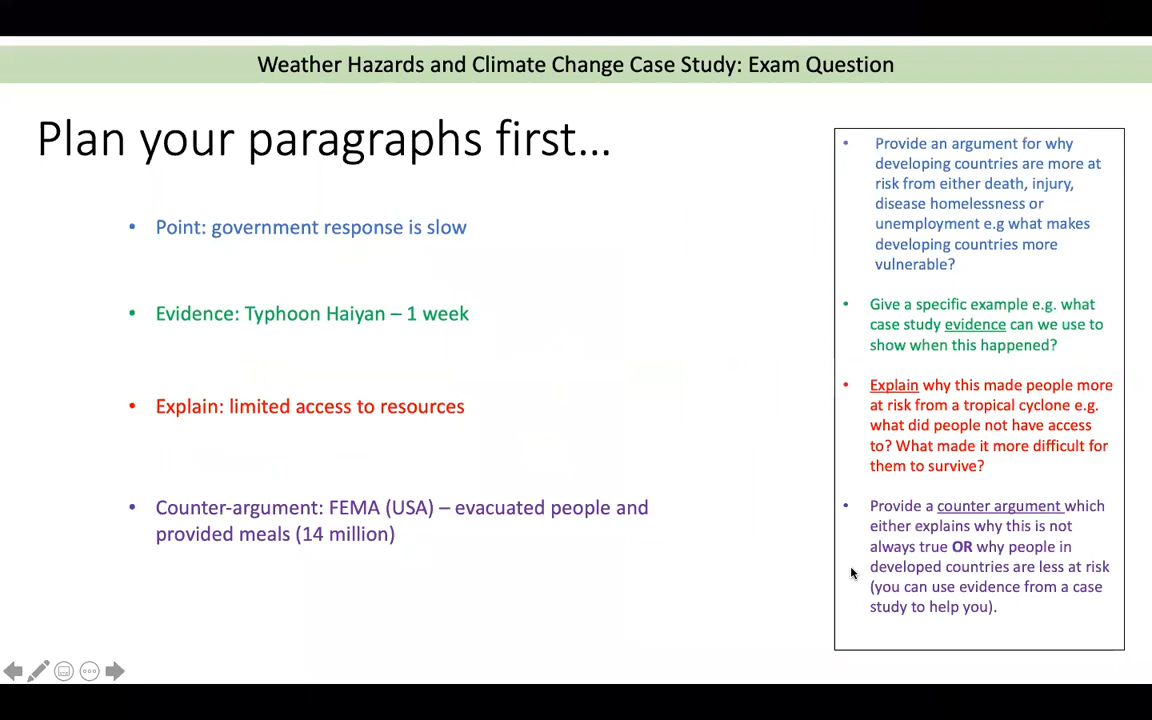 Weather Hazards and Climate Change Case Study: Exam Question
Plan your paragraphs first...
• Point: government response is slow
• Evidence: Typhoon Haiyan – 1 week
• Explain: limited access to resources
• Counter-argument: FEMA (USA) – evacuated people and
provided meals (14 million)
• Provide an argument for why
developing countries are more at
risk from either death, injury,
disease homelessness or
unemployment e.g what makes
developing countries more
vulnerable?
• Give a specific example e.g. what
case study evidence can we use to
show when this happened?
• Explain why this made people more
at risk from a tropical cyclone e.g.
what did people not have access
to? What made it more difficult for
them to survive?
• Provide a counter argument which
either explains why this is not
always true OR why people in
developed countries are less at risk
(you can use evidence from a case
study to help you).